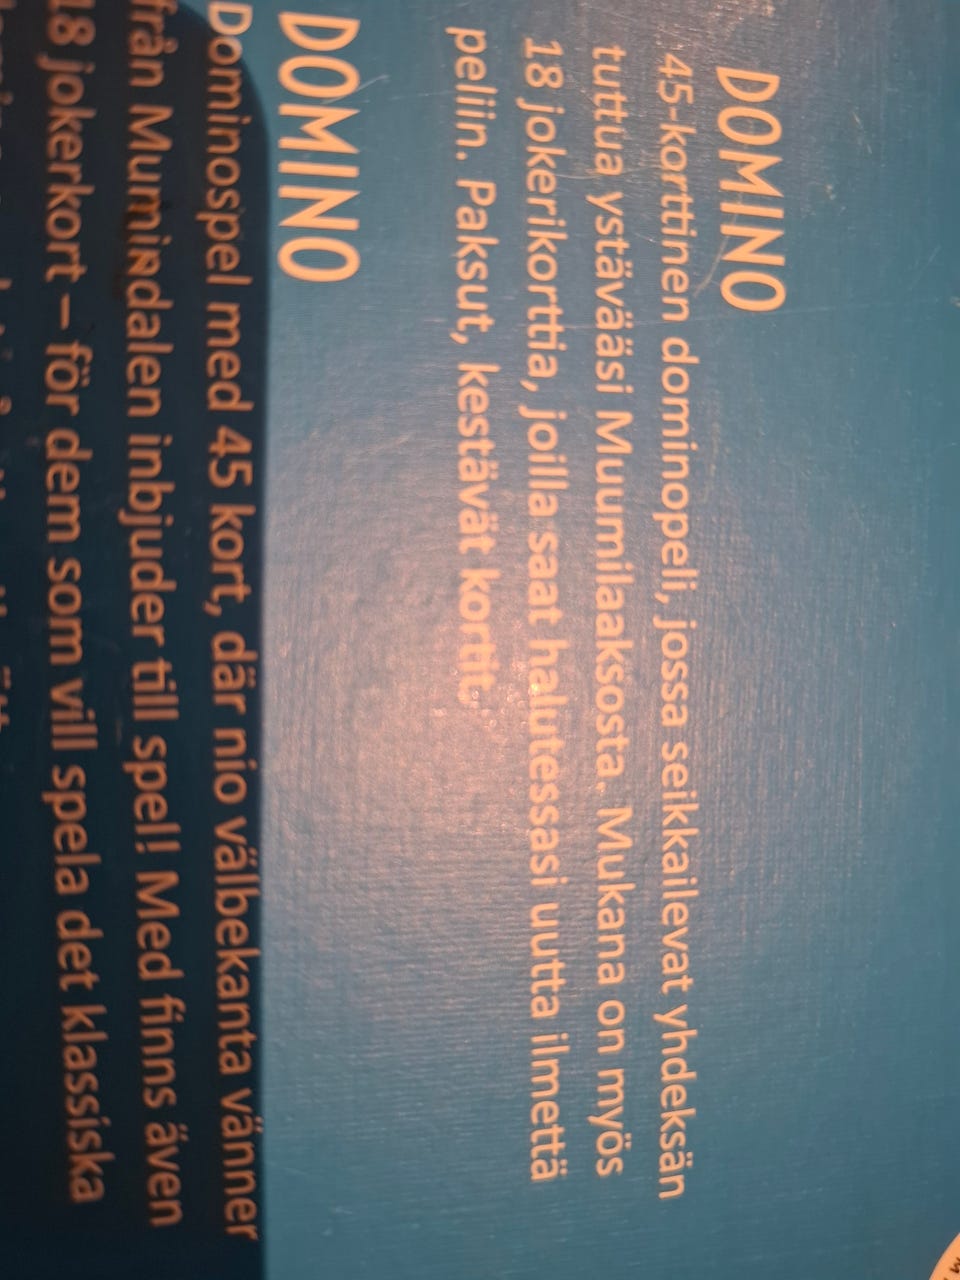 DOMINO
45-korttinen dominopeli, jossa seikkailevat yhdeksän
tuttua ystävääsi Muumilaaksosta. Mukana on myös
18 jokerikorttia, joilla saat halutessasi uutta ilmettä
peliin. Paksut, kestävät kortit.
DOMINO
Dominospel med 45 kort, där nio välbekanta vänner
från Mumindalen inbjuder till spel! Med finns även
18 jokerkort – för dem som vill spela det klassiska